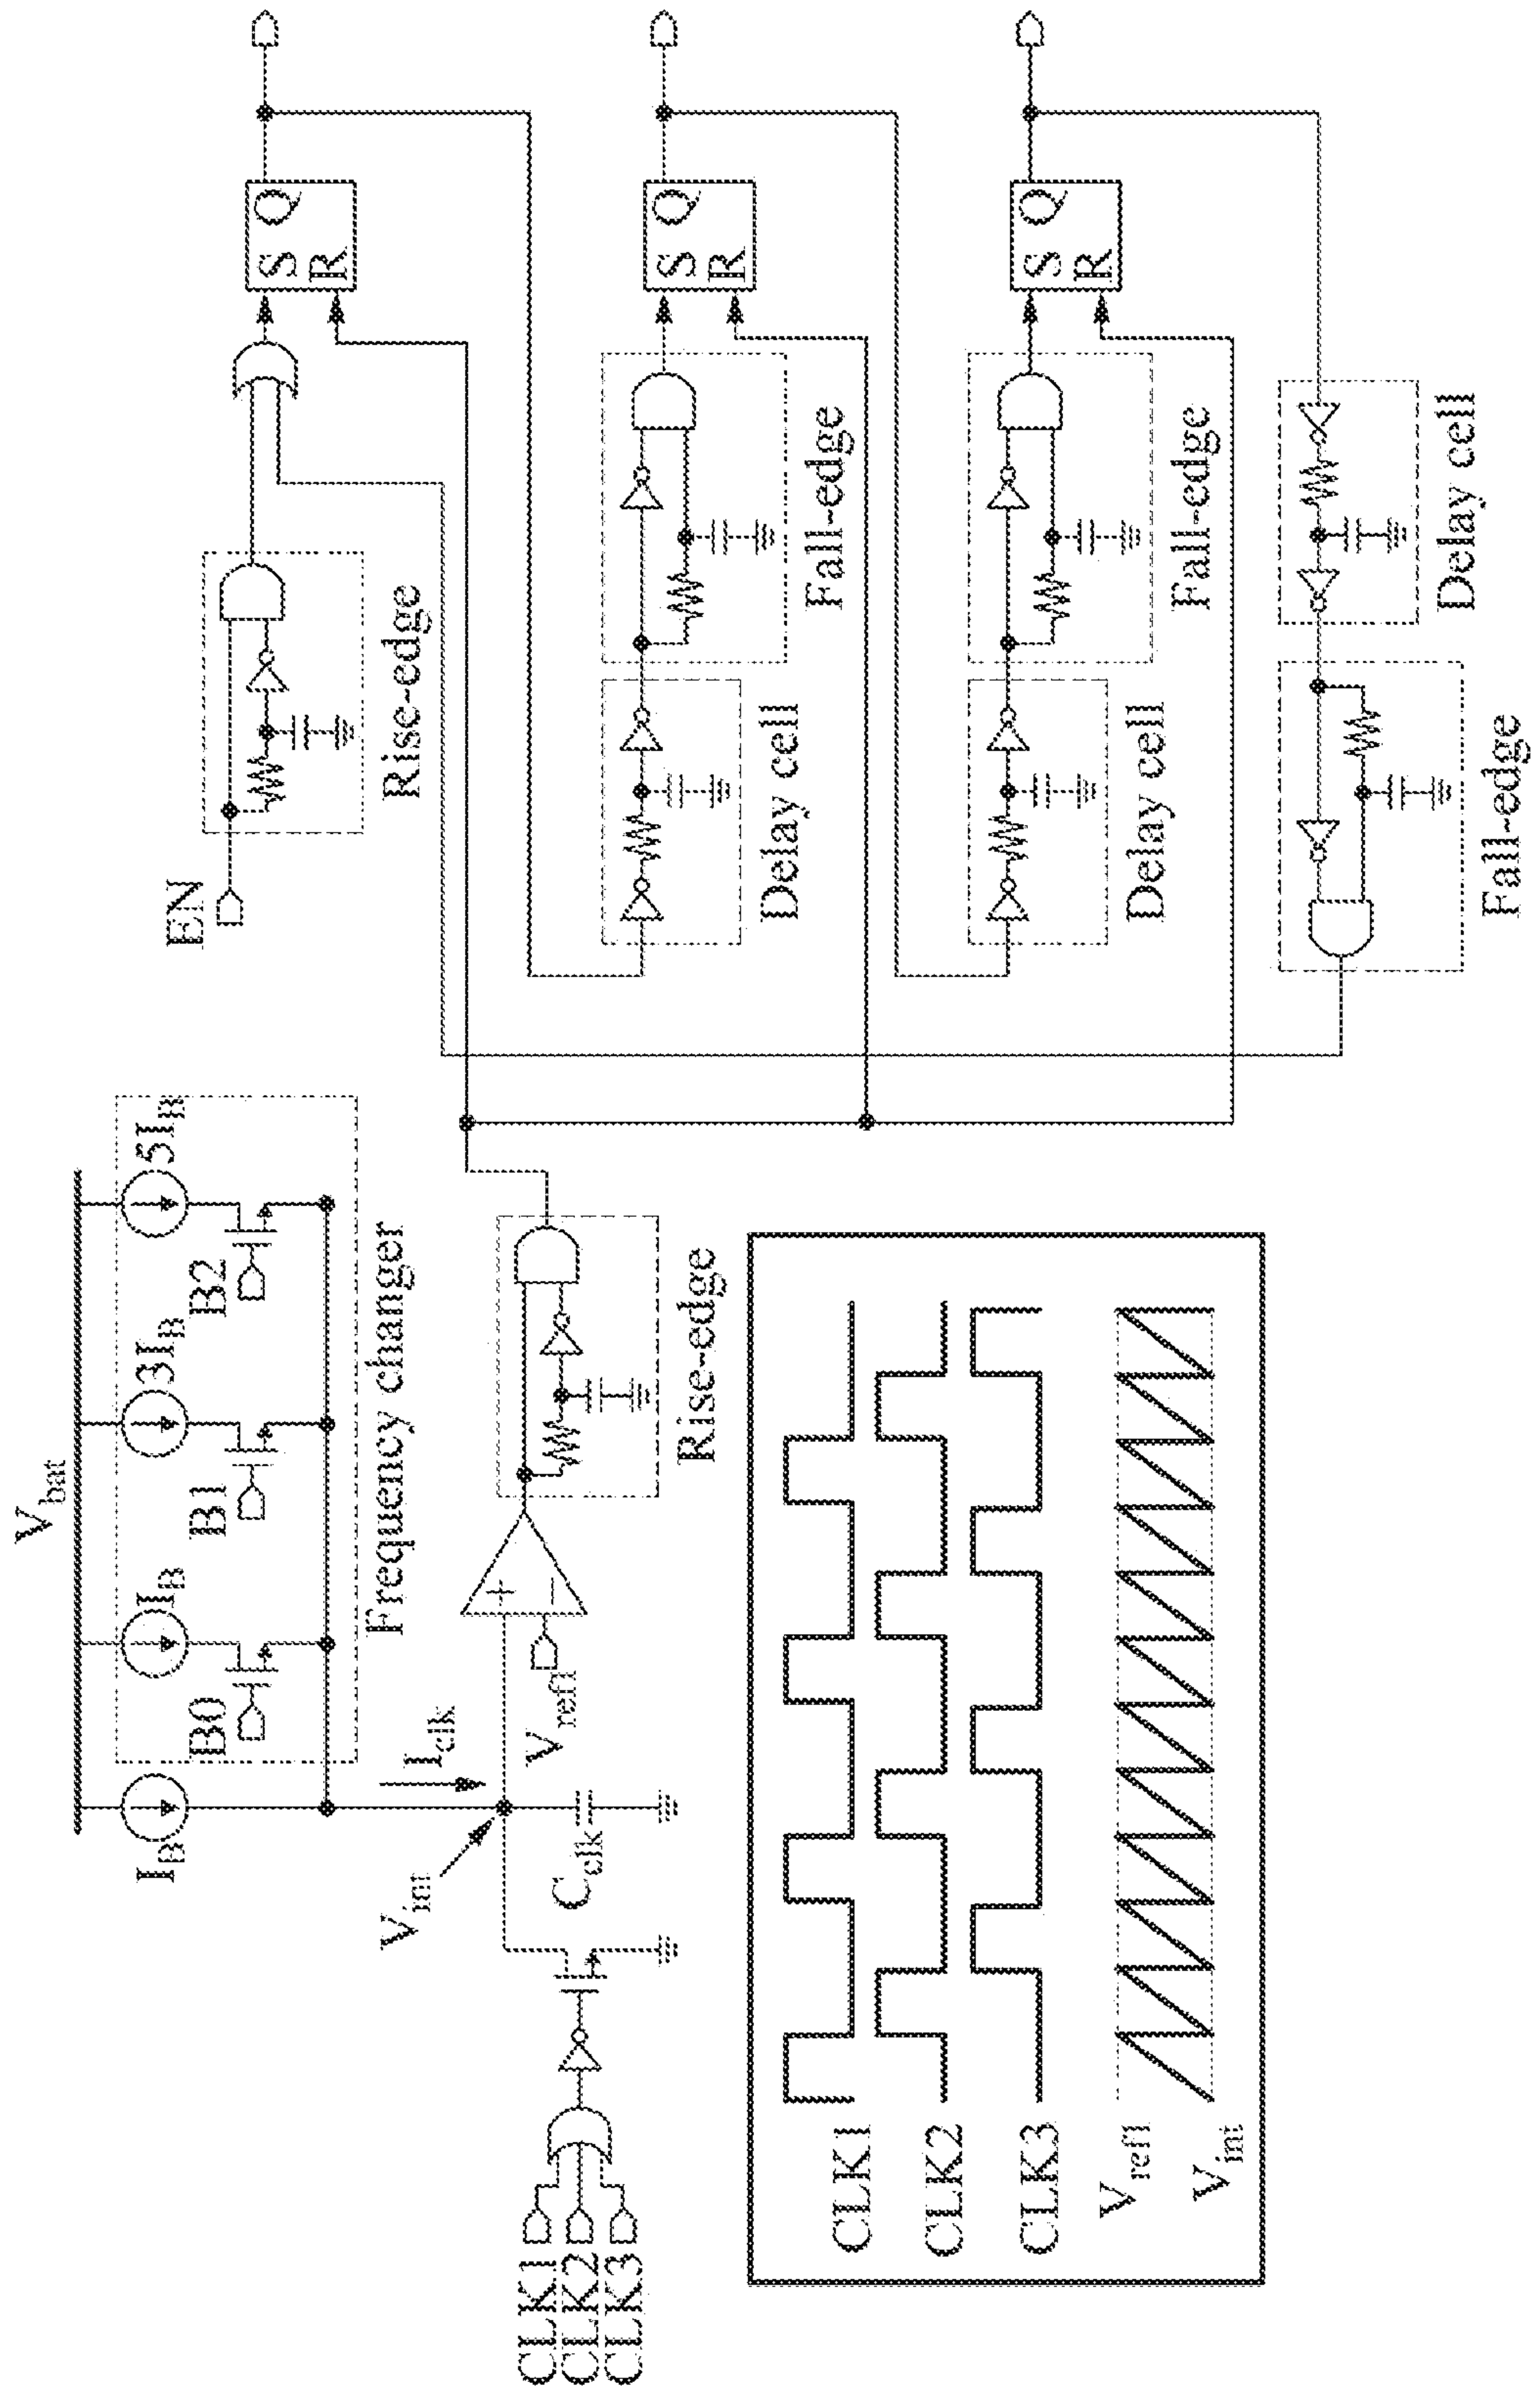 V_bat
I_B
I_B
3I_B
5I_B
B0
B1
B2
Frequency changer
V_int
I_clk
C_clk
V_ref1
+
−
CLK1
CLK2
CLK3
Rise-edge
EN
Rise-edge
S Q
R
Delay cell
Fall-edge
S Q
R
Delay cell
Fall-edge
S Q
R
Fall-edge
Delay cell
CLK1
CLK2
CLK3
V_ref1
V_int